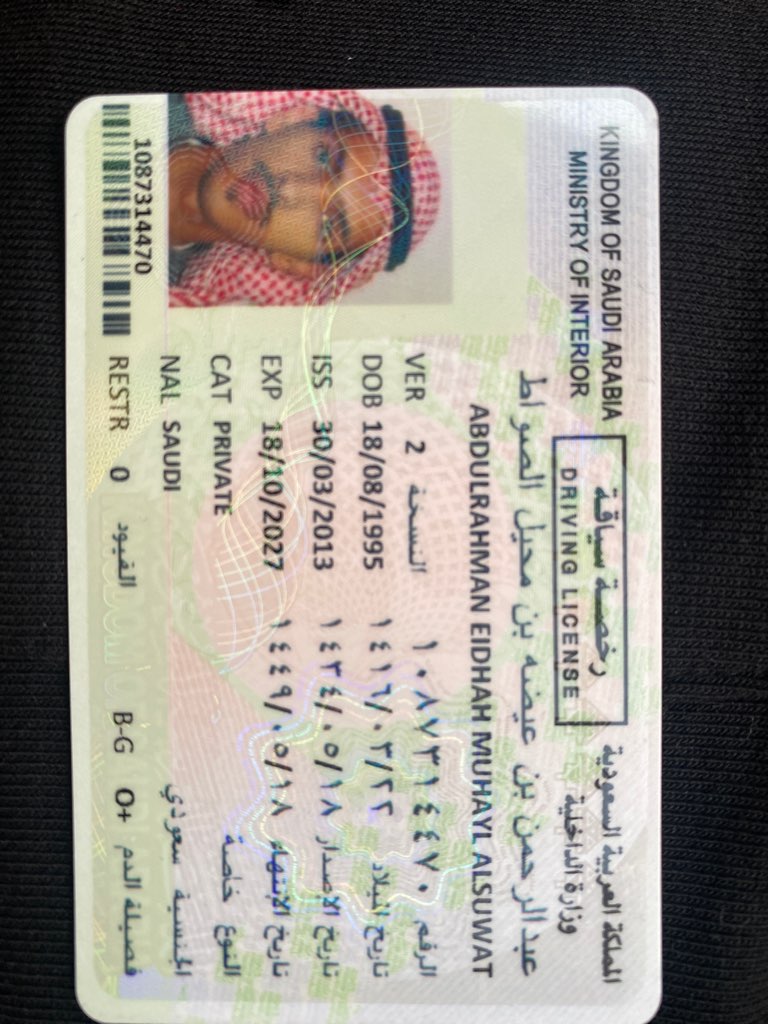 KINGDOM OF SAUDI ARABIA رخصة سياقة المملكة العربية السعودية
MINISTRY OF INTERIOR DRIVING LICENSE وزارة الداخلية
عبدالرحمن بن عيضه بن محيل الصواط
ABDULRAHMAN EIDHAH MUHAYL ALSUWAT
VER 2 النسخة ١٠٨٧٣١٤٤٧٠ الرقم
DOB 18/08/1995 ١٤١٦/٠٣/٢٢ تاريخ الميلاد
ISS 30/03/2013 ١٤٣٤/٠٥/١٨ تاريخ الإصدار
EXP 18/10/2027 ١٤٤٩/٠٥/١٨ تاريخ الإنتهاء
CAT PRIVATE النوع خاصة
NAL SAUDI الجنسية سعودي
1087314470
RESTR 0 القيود B-G O+ فصيلة الدم